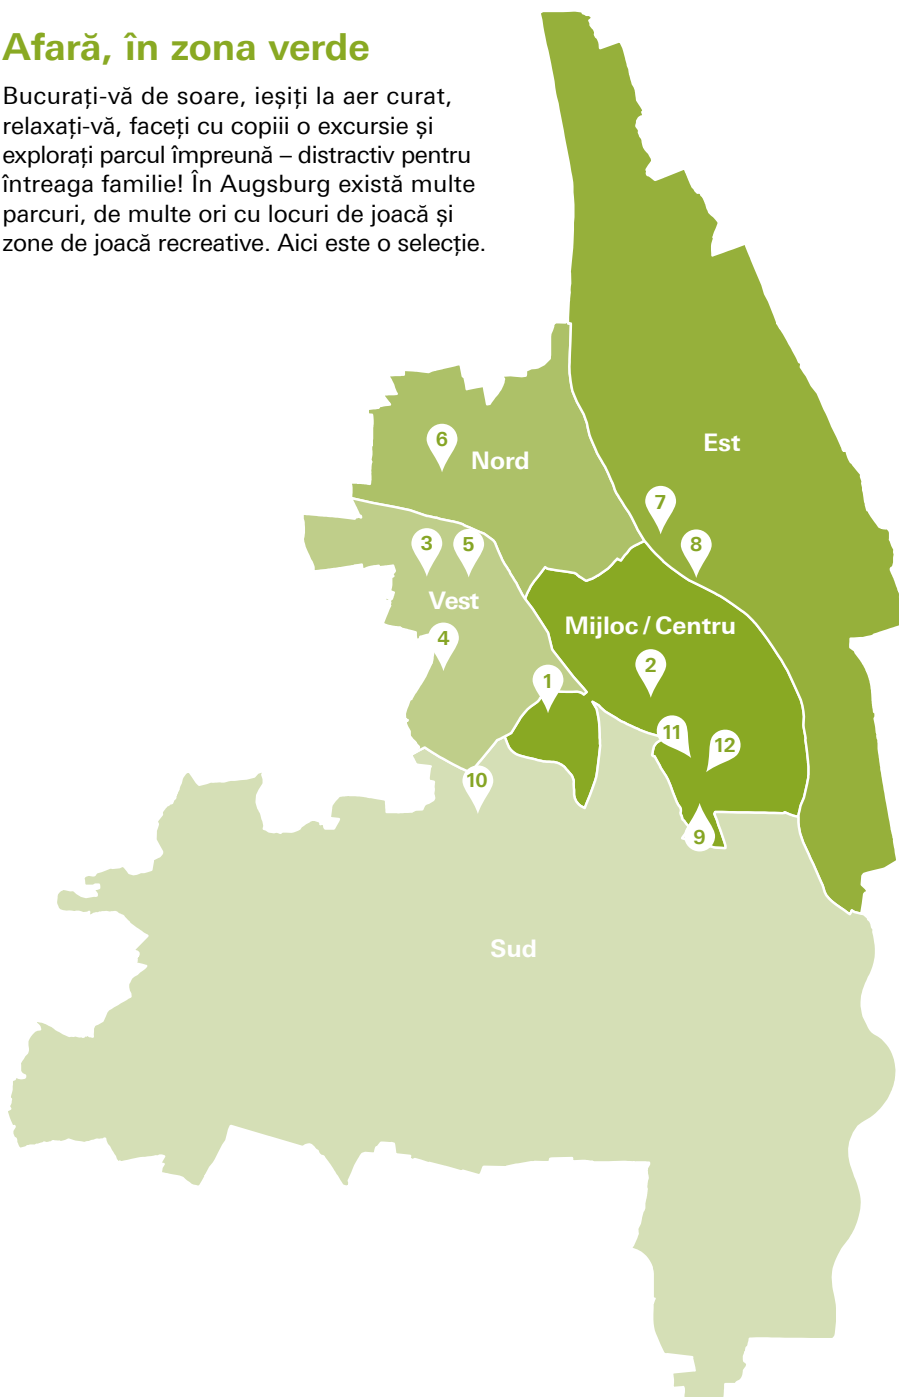 Afară, în zona verde
Bucurați-vă de soare, ieșiți la aer curat,
relaxați-vă, faceți cu copiii o excursie și
explorați parcul împreună – distractiv pentru
întreaga familie! În Augsburg există multe
parcuri, de multe ori cu locuri de joacă și
zone de joacă recreative. Aici este o selecție.
6
Nord
Est
7
3
5
8
Vest
Mijloc / Centru
4
2
1
11
12
10
9
Sud